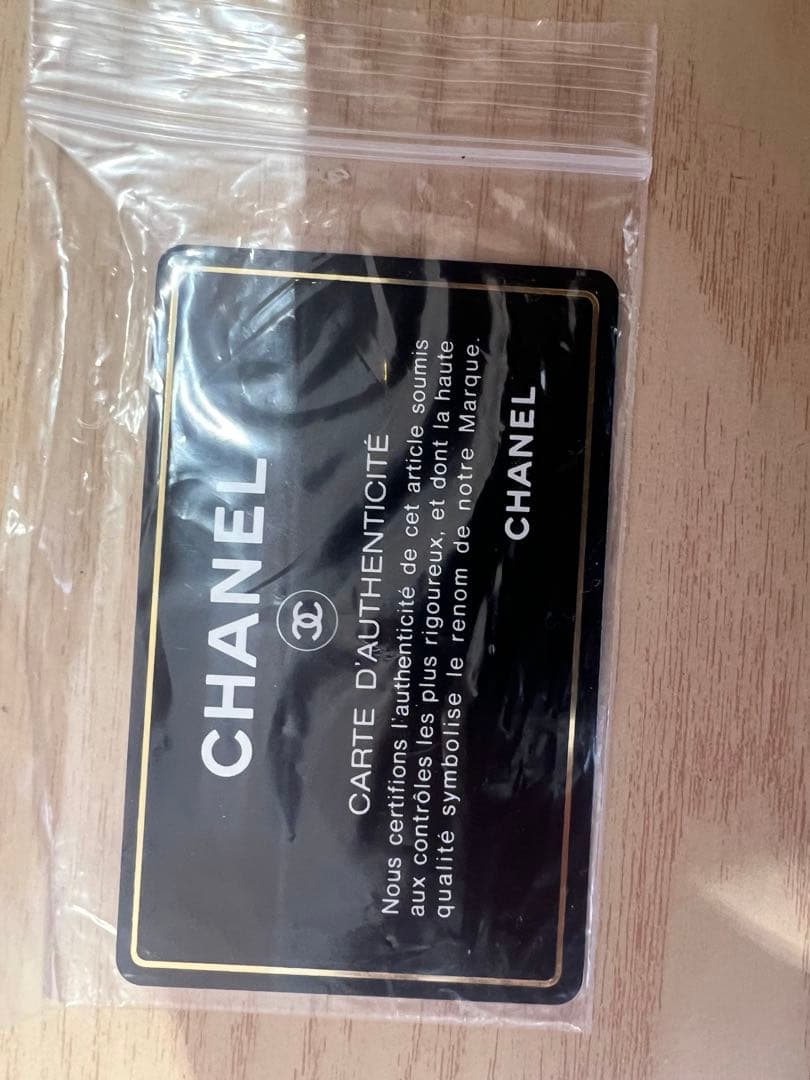 CHANEL
CARTE D'AUTHENTICITÉ
Nous certifions l'authenticité de cet article soumis
aux contrôles les plus rigoureux, et dont la haute
qualité symbolise le renom de notre Marque.
CHANEL